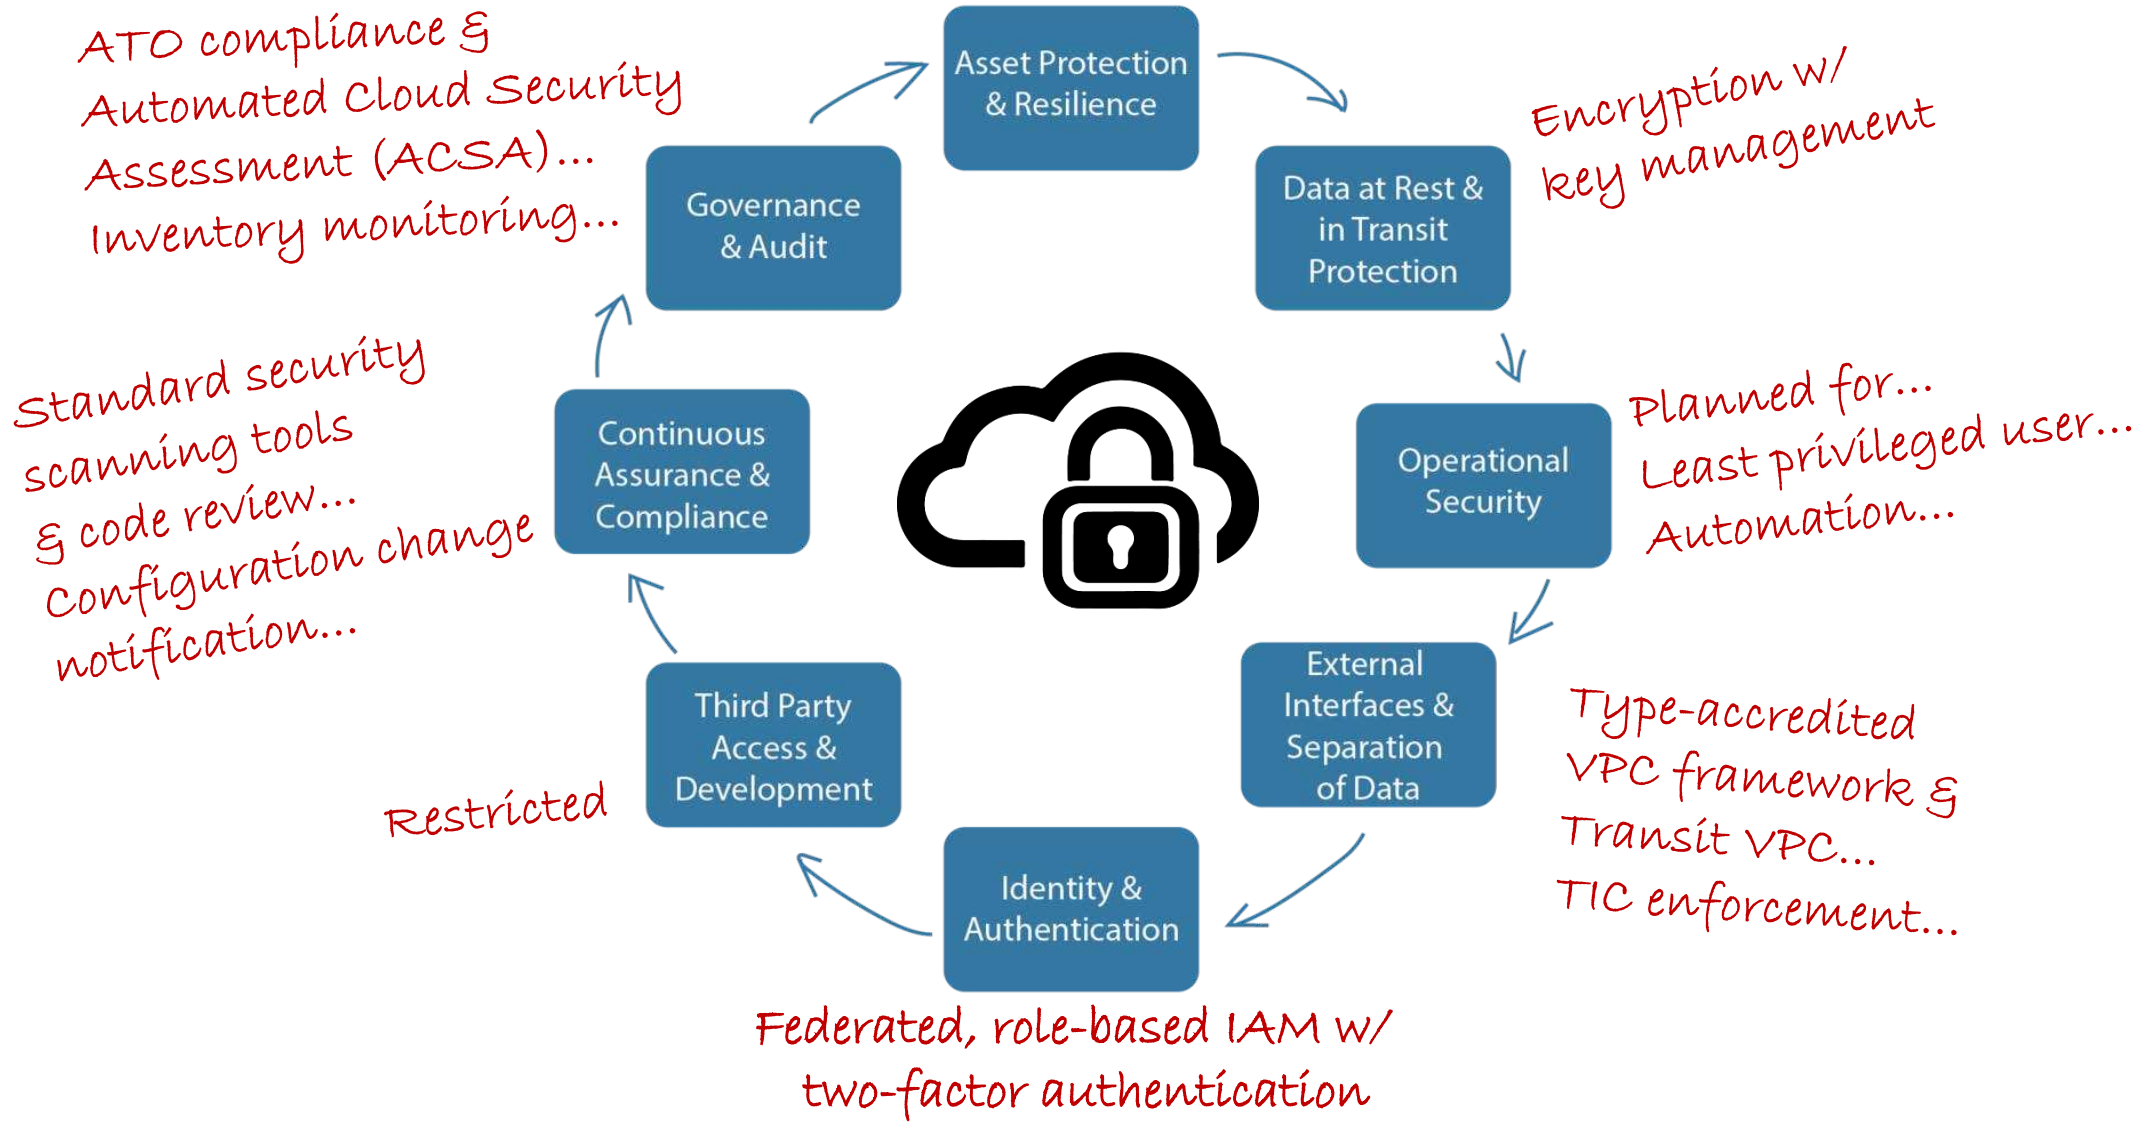 ATO compliance &
Automated Cloud Security
Assessment (ACSA)...
Inventory monitoring...
Asset Protection
& Resilience
Encryption w/
key management
Governance
& Audit
Data at Rest &
in Transit
Protection
Standard security
scanning tools
& code review...
Configuration change
notification...
Continuous
Assurance &
Compliance
Operational
Security
Planned for...
Least privileged user...
Automation...
Third Party
Access &
Development
External
Interfaces &
Separation
of Data
Type-accredited
VPC framework &
Transit VPC...
TIC enforcement...
Restricted
Identity &
Authentication
Federated, role-based IAM w/
two-factor authentication